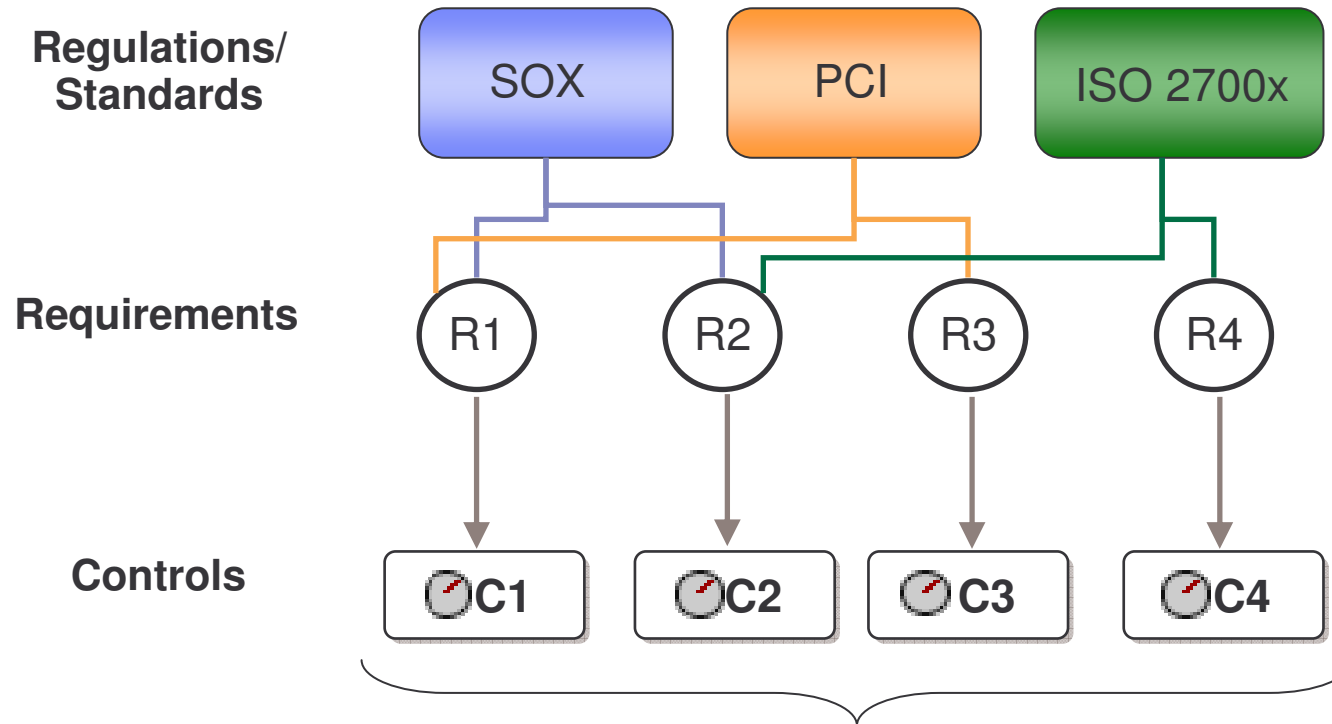 Regulations/
Standards
SOX
PCI
ISO 2700x
Requirements
R1
R2
R3
R4
Controls
C1
C2
C3
C4